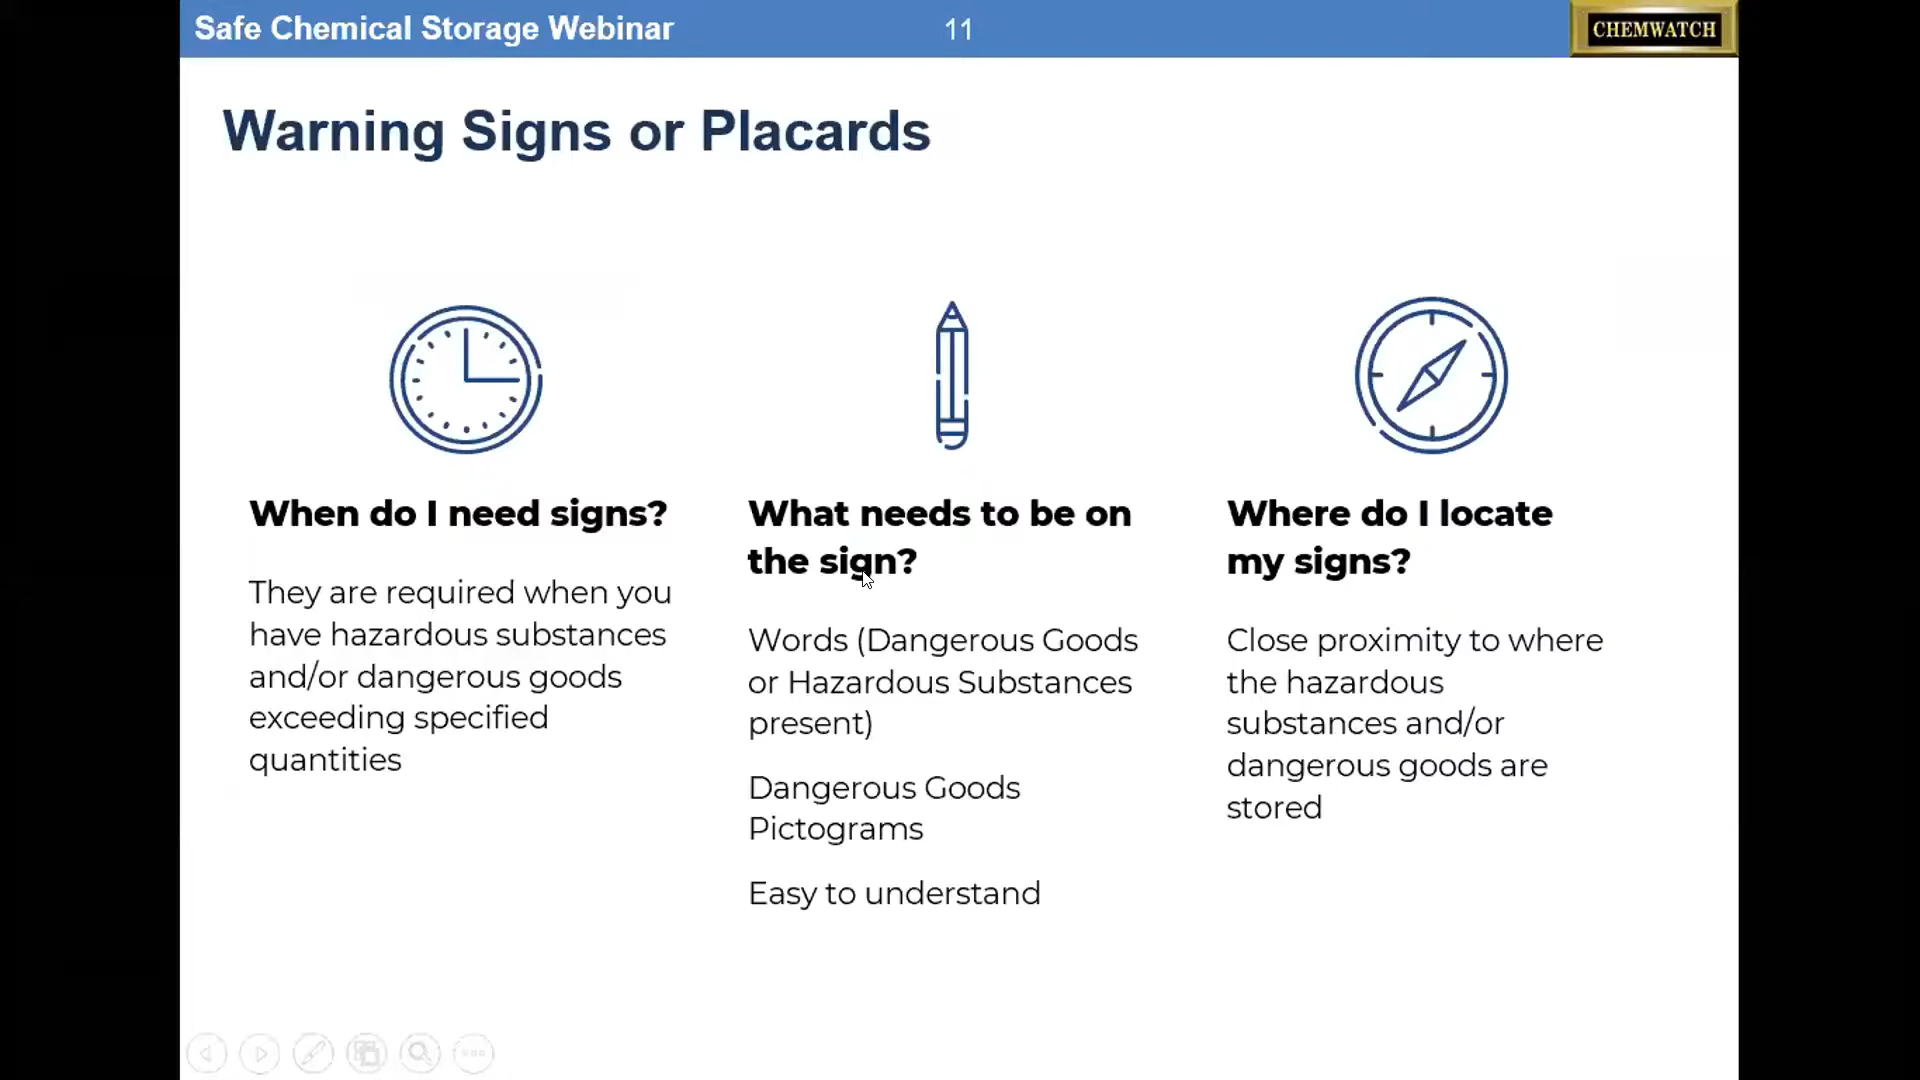 Safe Chemical Storage Webinar
11
CHEMWATCH
Warning Signs or Placards
When do I need signs?
They are required when you
have hazardous substances
and/or dangerous goods
exceeding specified
quantities
What needs to be on
the sign?
Words (Dangerous Goods
or Hazardous Substances
present)
Dangerous Goods
Pictograms
Easy to understand
Where do I locate
my signs?
Close proximity to where
the hazardous
substances and/or
dangerous goods are
stored